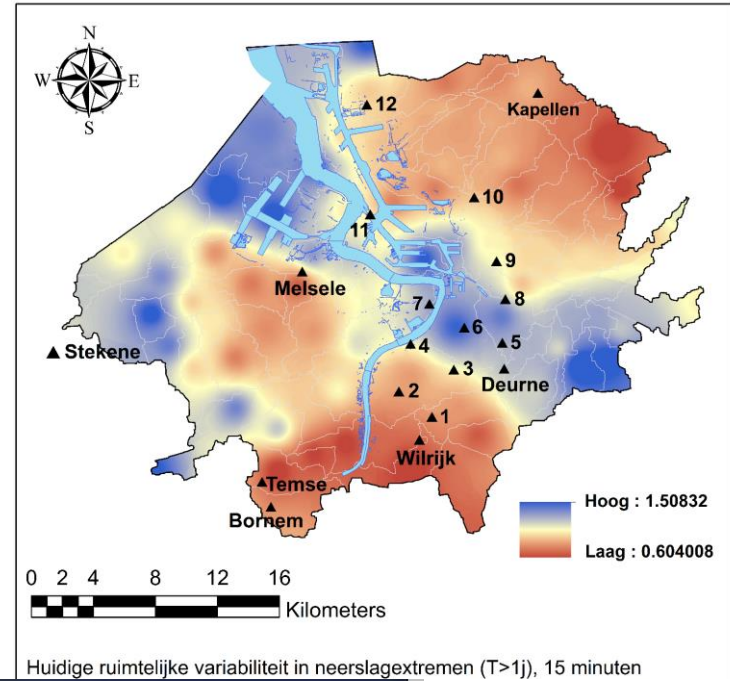 N
W E
S
12
Kapellen
10
11
9
Melsele
8
7
6
5
Stekene
4
3
Deurne
2
1
Wilrijk
Temse
Hoog : 1.50832
Bornem
Laag : 0.604008
0 2 4 8 12 16
Kilometers
Huidige ruimtelijke variabiliteit in neerslagextremen (T>1j), 15 minuten